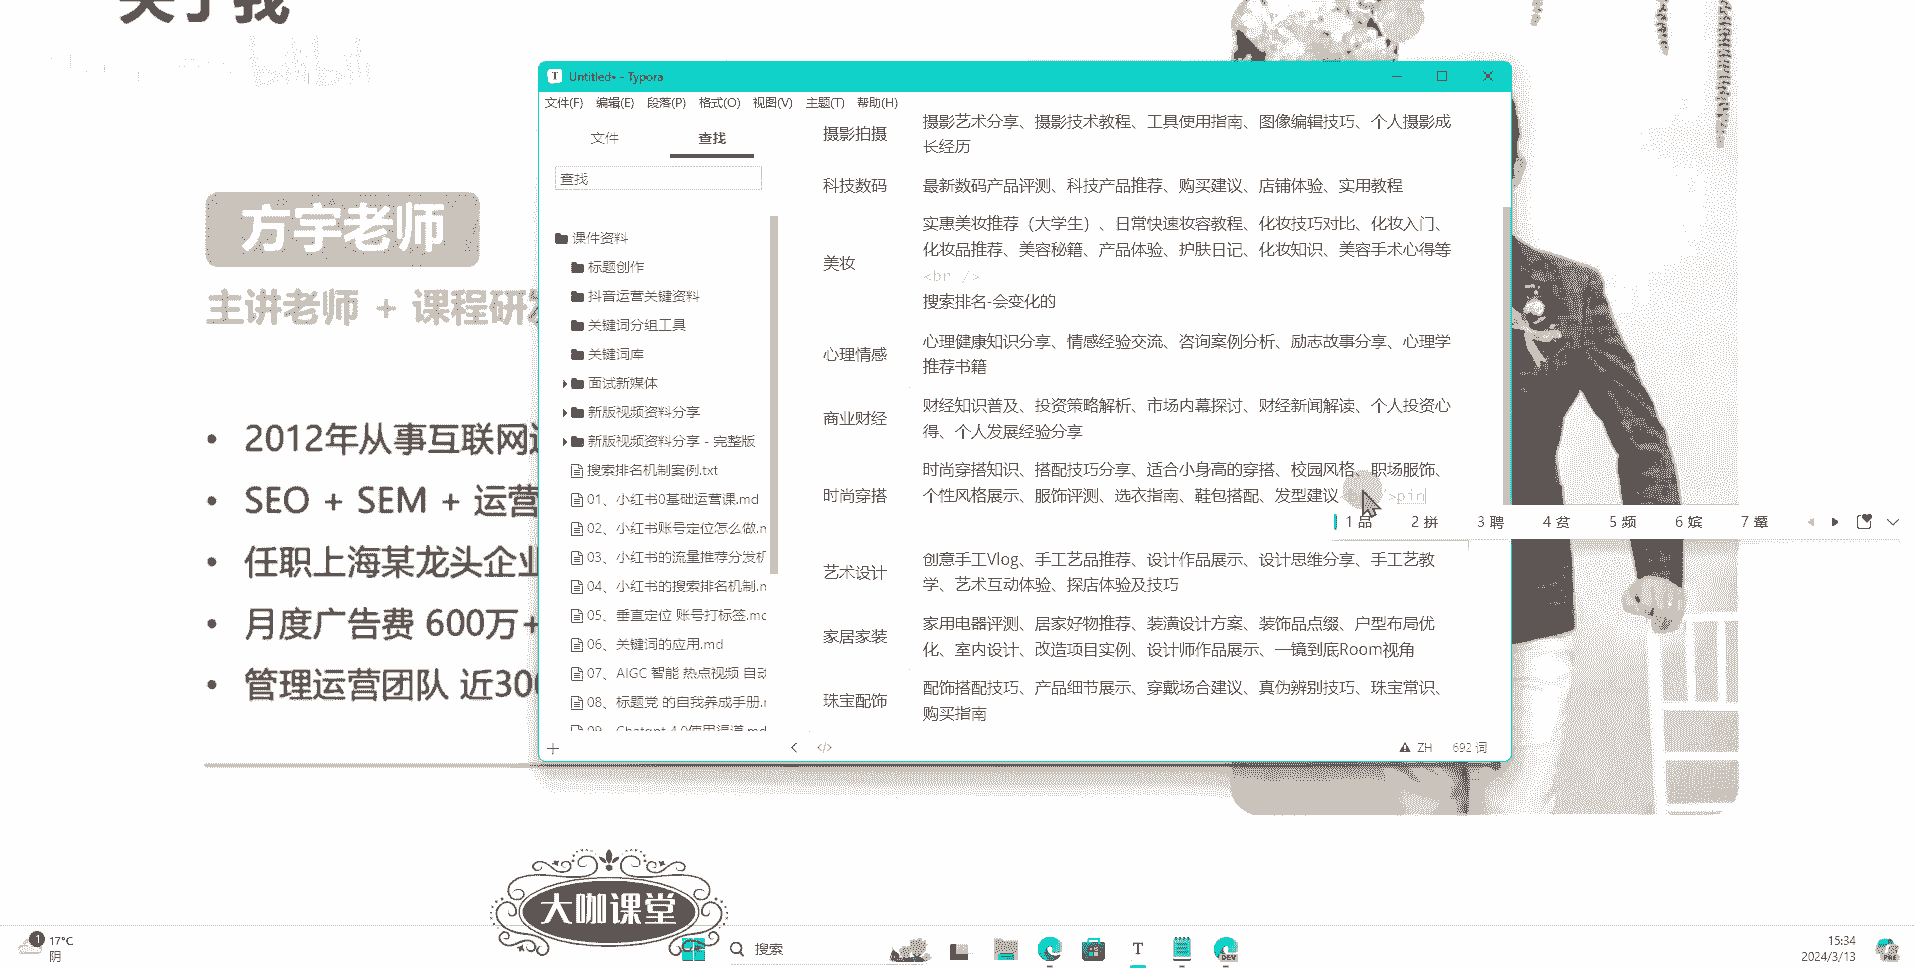 关于我
bilibili
方宇老师
主讲老师 + 课程研发
• 2012年从事互联网
• SEO + SEM + 运营
• 任职上海某龙头企业
• 月度广告费 600万+
• 管理运营团队 近300
Untitled• - Typora
文件(F) 编辑(E) 段落(P) 格式(O) 视图(V) 主题(T) 帮助(H)
文件 查找
查找
课件资料
标题创作
抖音运营关键资料
关键词分组工具
关键词库
面试新媒体
新版视频资料分享
新版视频资料分享 - 完整版
搜索排名机制案例.txt
01、小红书0基础运营课.md
02、小红书账号定位怎么做.m
03、小红书的流量推荐分发机
04、小红书的搜索排名机制.m
05、垂直定位 账号打标签.md
06、关键词的应用.md
07、AIGC 智能 热点视频 自动
08、标题党 的自我养成手册.m
09、Chatgpt 4.0使用渠道.md
摄影拍摄
摄影艺术分享、摄影技术教程、工具使用指南、图像编辑技巧、个人摄影成
长经历
科技数码
最新数码产品评测、科技产品推荐、购买建议、店铺体验、实用教程
美妆
实惠美妆推荐（大学生）、日常快速妆容教程、化妆技巧对比、化妆入门、
化妆品推荐、美容秘籍、产品体验、护肤日记、化妆知识、美容手术心得等
<br />
搜索排名-会变化的
心理情感
心理健康知识分享、情感经验交流、咨询案例分析、励志故事分享、心理学
推荐书籍
商业财经
财经知识普及、投资策略解析、市场内幕探讨、财经新闻解读、个人投资心
得、个人发展经验分享
时尚穿搭
时尚穿搭知识、搭配技巧分享、适合小身高的穿搭、校园风格、职场服饰、
个性风格展示、服饰评测、选衣指南、鞋包搭配、发型建议 >pin
1 品 2 拼 3 聘 4 贫 5 频 6 嫔 7 颦
艺术设计
创意手工Vlog、手工艺品推荐、设计作品展示、设计思维分享、手工艺教
学、艺术互动体验、探店体验及技巧
家居家装
家用电器评测、居家好物推荐、装潢设计方案、装饰品点缀、户型布局优
化、室内设计、改造项目实例、设计师作品展示、一镜到底Room视角
珠宝配饰
配饰搭配技巧、产品细节展示、穿戴场合建议、真伪辨别技巧、珠宝常识、
购买指南
+ < </> ZH 692 词
大咖课堂
1 17°C
阴
搜索
T
DEV
15:34
2024/3/13
PRE